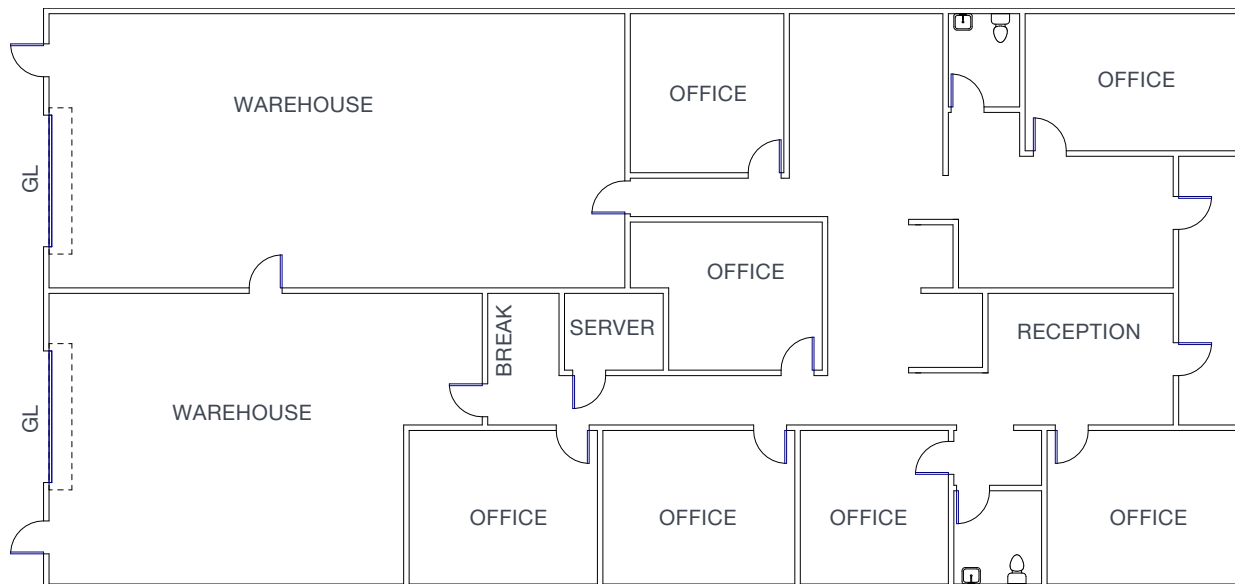 WAREHOUSE
OFFICE
OFFICE
GL
OFFICE
BREAK
SERVER
RECEPTION
WAREHOUSE
GL
OFFICE
OFFICE
OFFICE
OFFICE